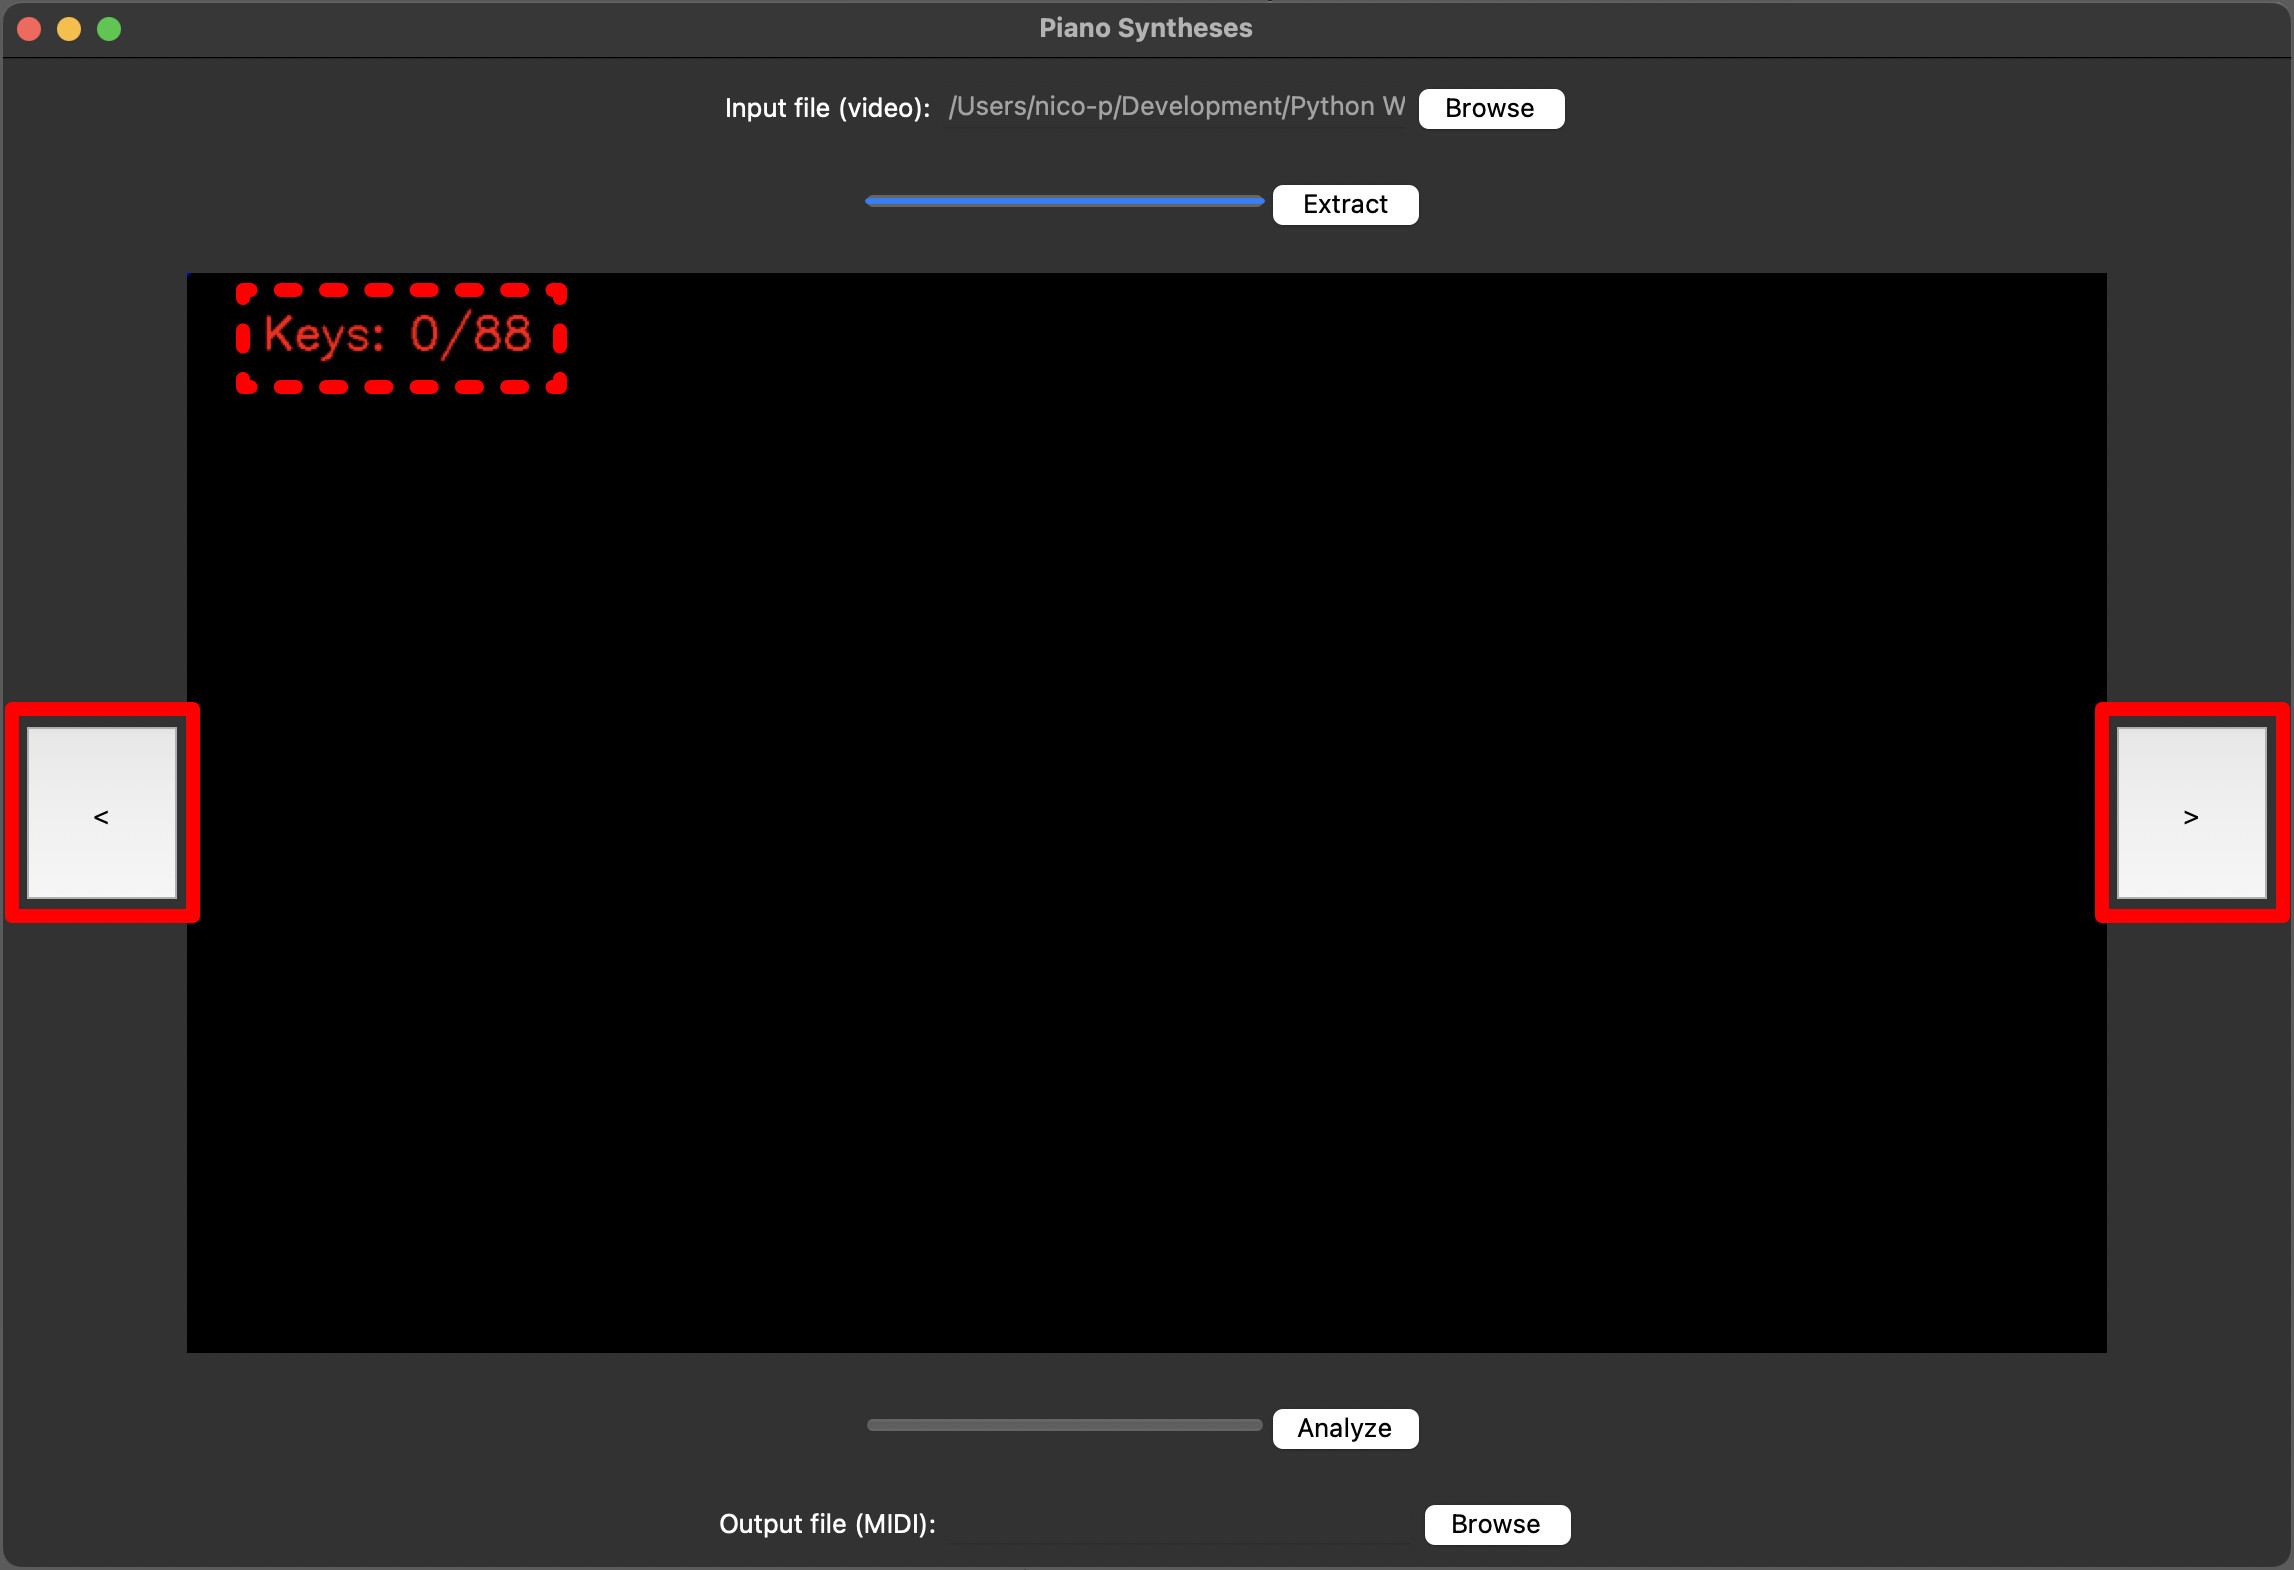 Piano Syntheses
Input file (video): /Users/nico-p/Development/Python W Browse
Extract
Keys: 0/88
<
>
Analyze
Output file (MIDI): Browse